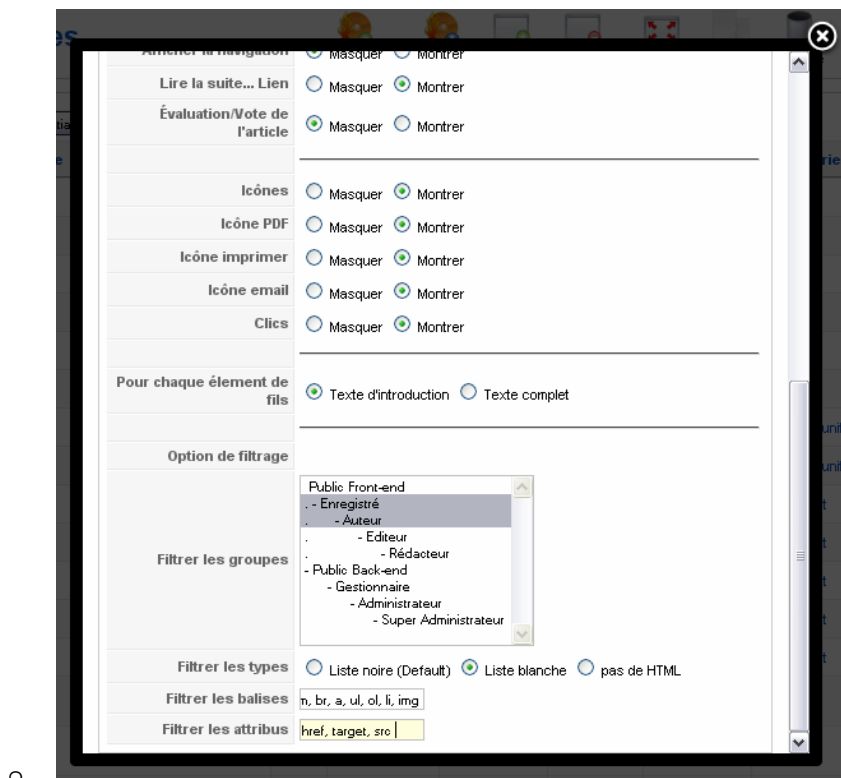 es
Afficher la navigation Masquer Montrer
Lire la suite... Lien Masquer Montrer
Évaluation/Vote de
l'article Masquer Montrer
Icônes Masquer Montrer
Icône PDF Masquer Montrer
Icône imprimer Masquer Montrer
Icône email Masquer Montrer
Clics Masquer Montrer
Pour chaque élement de
fils Texte d'introduction Texte complet
Option de filtrage
Filtrer les groupes
Public Front-end
. - Enregistré
. - Auteur
. - Editeur
. - Rédacteur
- Public Back-end
- Gestionnaire
- Administrateur
- Super Administrateur
Filtrer les types Liste noire (Default) Liste blanche pas de HTML
Filtrer les balises n, br, a, ul, ol, li, img
Filtrer les attribus href, target, src